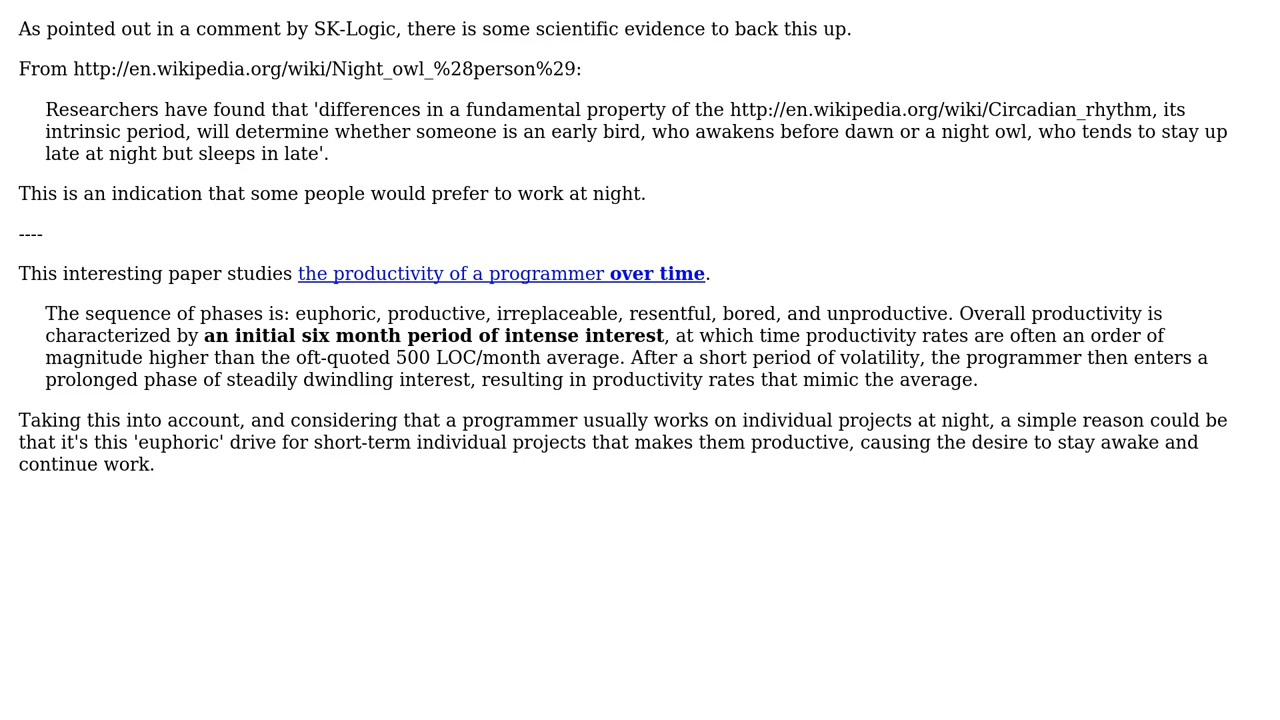 As pointed out in a comment by SK-Logic, there is some scientific evidence to back this up.
From http://en.wikipedia.org/wiki/Night_owl_%28person%29:
Researchers have found that 'differences in a fundamental property of the http://en.wikipedia.org/wiki/Circadian_rhythm, its
intrinsic period, will determine whether someone is an early bird, who awakens before dawn or a night owl, who tends to stay up
late at night but sleeps in late'.
This is an indication that some people would prefer to work at night.
----
This interesting paper studies the productivity of a programmer over time.
The sequence of phases is: euphoric, productive, irreplaceable, resentful, bored, and unproductive. Overall productivity is
characterized by an initial six month period of intense interest, at which time productivity rates are often an order of
magnitude higher than the oft-quoted 500 LOC/month average. After a short period of volatility, the programmer then enters a
prolonged phase of steadily dwindling interest, resulting in productivity rates that mimic the average.
Taking this into account, and considering that a programmer usually works on individual projects at night, a simple reason could be
that it's this 'euphoric' drive for short-term individual projects that makes them productive, causing the desire to stay awake and
continue work.